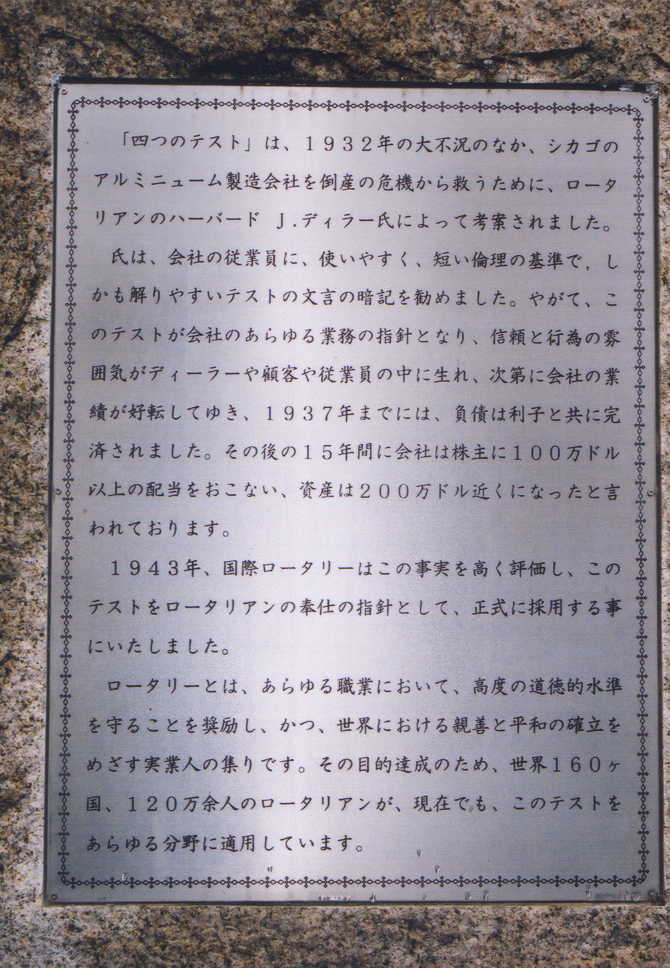 「四つのテスト」は、１９３２年の大不況のなか、シカゴの
アルミニューム製造会社を倒産の危機から救うために、ロータ
リアンのハーバード Ｊ.ディラー氏によって考案されました。
氏は、会社の従業員に、使いやすく、短い倫理の基準で，し
かも解りやすいテストの文言の暗記を勧めました。やがて、こ
のテストが会社のあらゆる業務の指針となり、信頼と行為の雰
囲気がディーラーや顧客や従業員の中に生れ、次第に会社の業
績が好転してゆき、１９３７年までには、負債は利子と共に完
済されました。その後の１５年間に会社は株主に１００万ドル
以上の配当をおこない、資産は２００万ドル近くになったと言
われております。
１９４３年、国際ロータリーはこの事実を高く評価し、この
テストをロータリアンの奉仕の指針として、正式に採用する事
にいたしました。
ロータリーとは、あらゆる職業において、高度の道徳的水準
を守ることを奨励し、かつ、世界における親善と平和の確立を
めざす実業人の集りです。その目的達成のため、世界１６０ヶ
国、１２０万余人のロータリアンが、現在でも、このテストを
あらゆる分野に適用しています。